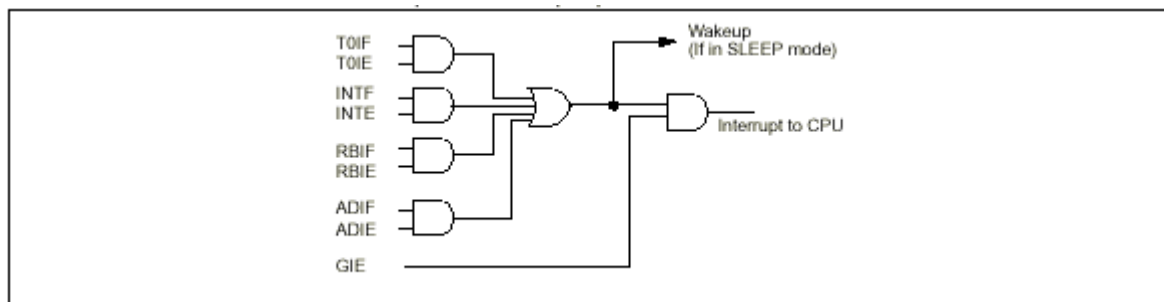 T0IF
T0IE
INTF
INTE
RBIF
RBIE
ADIF
ADIE
GIE
Wakeup
(If in SLEEP mode)
Interrupt to CPU